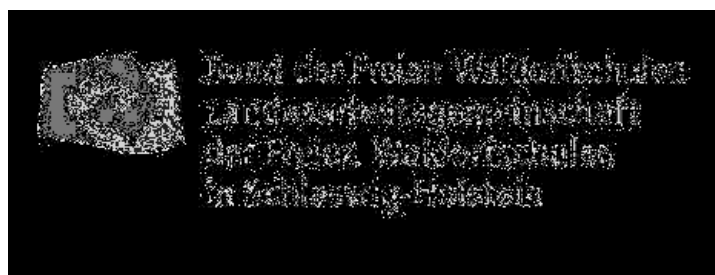 Bund der Freien Waldorfschulen
Landesarbeitsgemeinschaft
der Freien Waldorfschulen
in Schleswig-Holstein